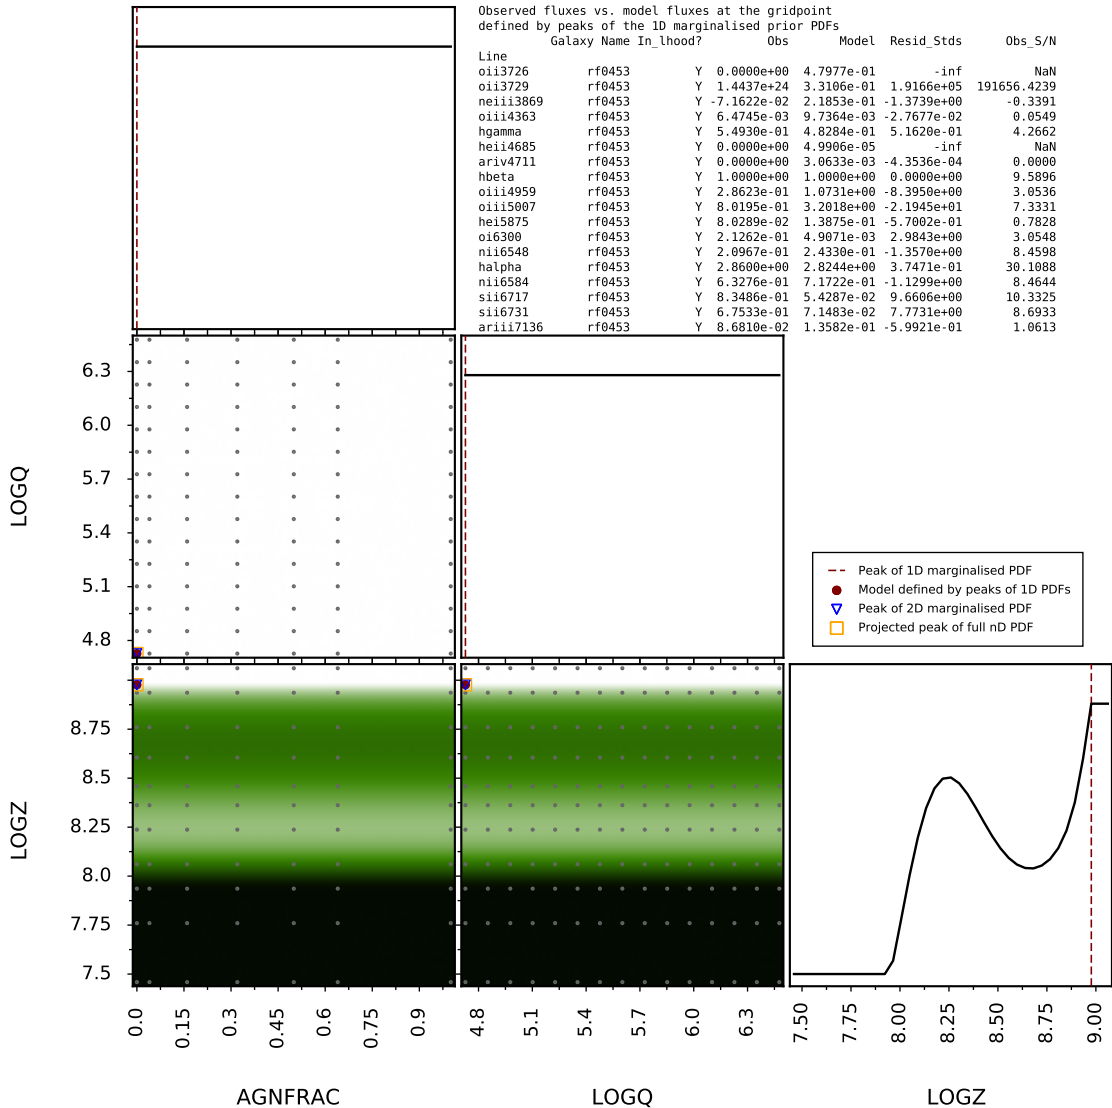 Observed fluxes vs. model fluxes at the gridpoint
defined by peaks of the 1D marginalised prior PDFs
Galaxy Name In_lhood? Obs Model Resid_Stds Obs_S/N
Line
oii3726 rf0453 Y 0.0000e+00 4.7977e-01 -inf NaN
oii3729 rf0453 Y 1.4437e+24 3.3106e-01 1.9166e+05 191656.4239
neiii3869 rf0453 Y -7.1622e-02 2.1853e-01 -1.3739e+00 -0.3391
oiii4363 rf0453 Y 6.4745e-03 9.7364e-03 -2.7677e-02 0.0549
hgamma rf0453 Y 5.4930e-01 4.8284e-01 5.1620e-01 4.2662
heii4685 rf0453 Y 0.0000e+00 4.9906e-05 -inf NaN
ariv4711 rf0453 Y 0.0000e+00 3.0633e-03 -4.3536e-04 0.0000
hbeta rf0453 Y 1.0000e+00 1.0000e+00 0.0000e+00 9.5896
oiii4959 rf0453 Y 2.8623e-01 1.0731e+00 -8.3950e+00 3.0536
oiii5007 rf0453 Y 8.0195e-01 3.2018e+00 -2.1945e+01 7.3331
hei5875 rf0453 Y 8.0289e-02 1.3875e-01 -5.7002e-01 0.7828
oi6300 rf0453 Y 2.1262e-01 4.9071e-03 2.9843e+00 3.0548
nii6548 rf0453 Y 2.0967e-01 2.4330e-01 -1.3570e+00 8.4598
halpha rf0453 Y 2.8600e+00 2.8244e+00 3.7471e-01 30.1088
nii6584 rf0453 Y 6.3276e-01 7.1722e-01 -1.1299e+00 8.4644
sii6717 rf0453 Y 8.3486e-01 5.4287e-02 9.6606e+00 10.3325
sii6731 rf0453 Y 6.7533e-01 7.1483e-02 7.7731e+00 8.6933
ariii7136 rf0453 Y 8.6810e-02 1.3582e-01 -5.9921e-01 1.0613
6.3
6.0
5.7
5.4
5.1
4.8
LOGQ
Peak of 1D marginalised PDF
Model defined by peaks of 1D PDFs
Peak of 2D marginalised PDF
Projected peak of full nD PDF
8.75
8.5
8.25
8.0
7.75
7.5
LOGZ
0.0 0.15 0.3 0.45 0.6 0.75 0.9
4.8 5.1 5.4 5.7 6.0 6.3
7.50 7.75 8.00 8.25 8.50 8.75 9.00
AGNFRAC LOGQ LOGZ